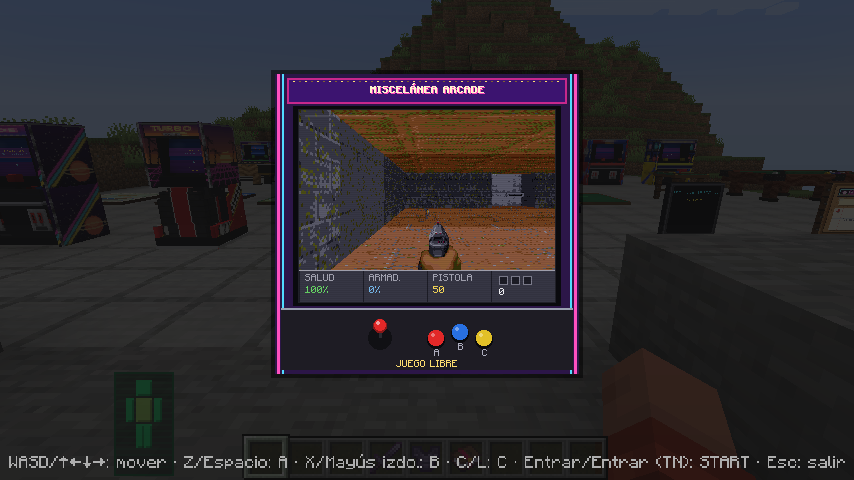 MISCELÁNEA ARCADE
TURBO
SALUD
100%
ARMAD.
0%
PISTOLA
50
0
A
B
C
JUEGO LIBRE
WASD/↑←↓→: mover · Z/Espacio: A · X/Mayús izdo.: B · C/L: C · Entrar/Entrar (TN): START · Esc: salir